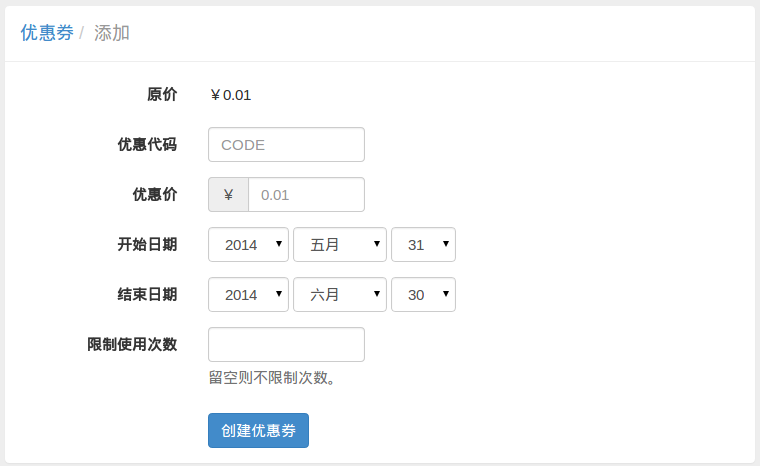 优惠券 / 添加
原价 ￥0.01
优惠代码 CODE
优惠价 ¥ 0.01
开始日期 2014 五月 31
结束日期 2014 六月 30
限制使用次数
留空则不限制次数。
创建优惠券